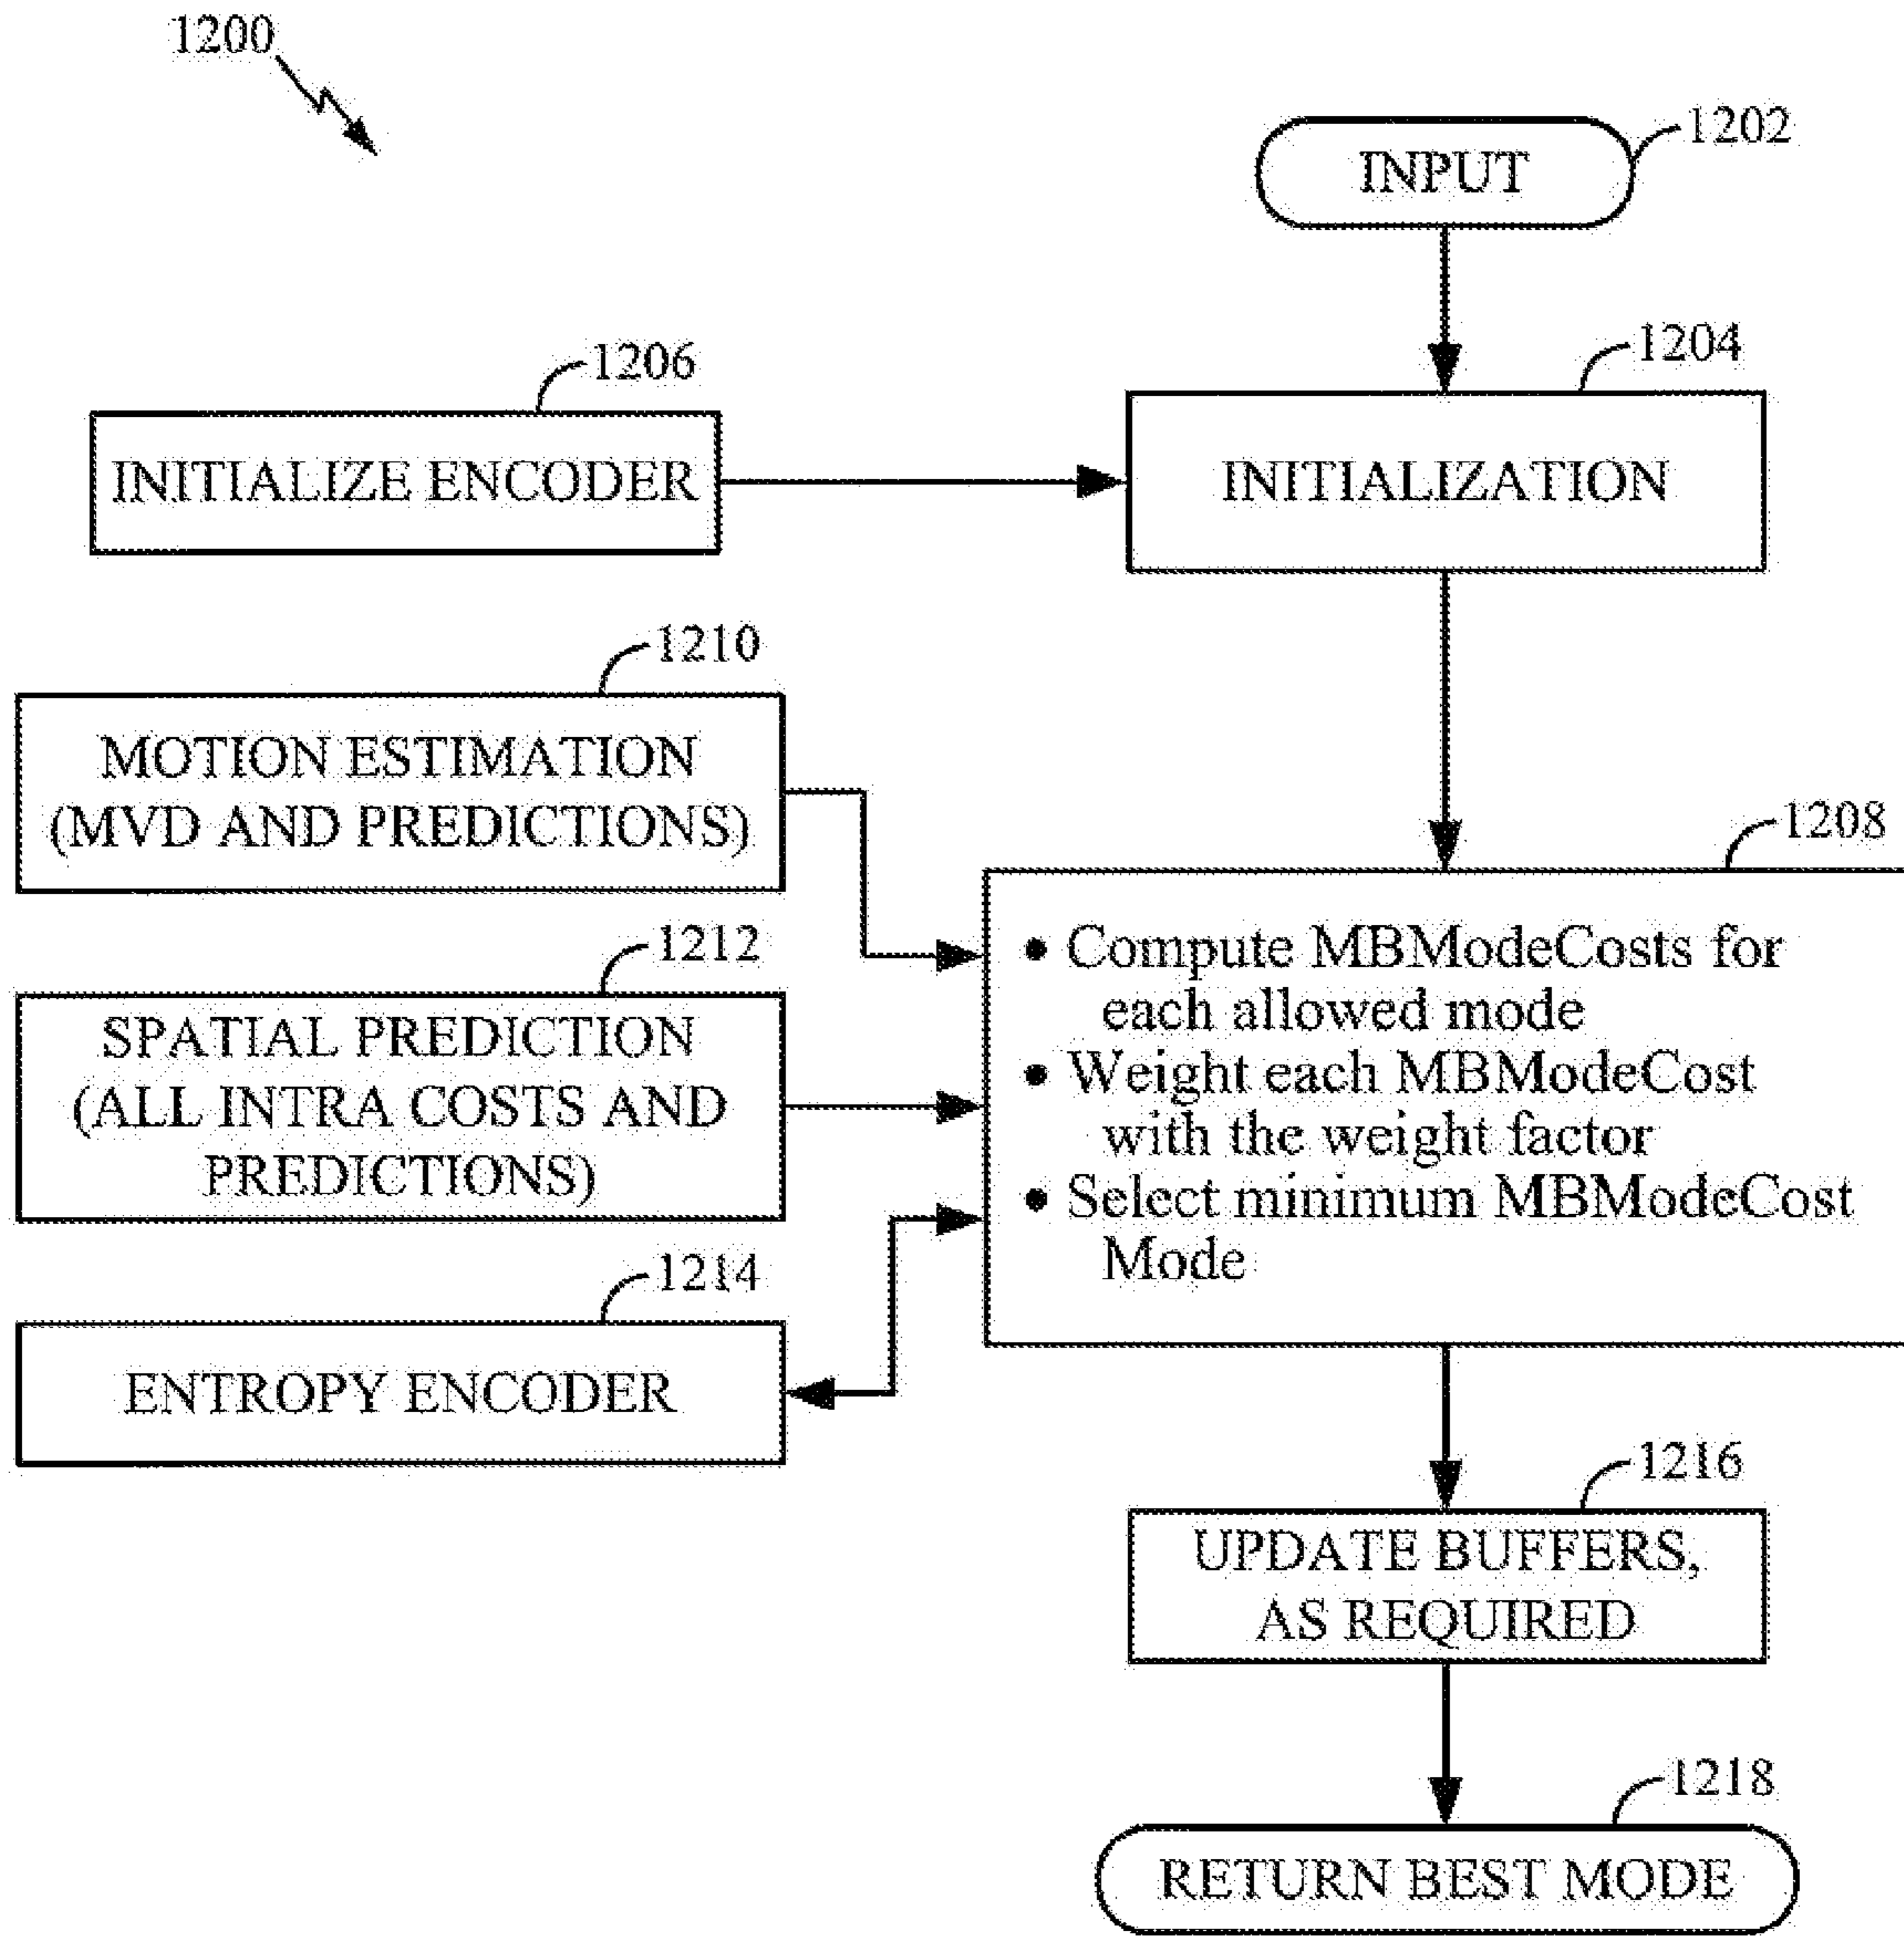 1200
1202
INPUT
1206
1204
INITIALIZE ENCODER
INITIALIZATION
1210
MOTION ESTIMATION
(MVD AND PREDICTIONS)
1208
1212
SPATIAL PREDICTION
(ALL INTRA COSTS AND
PREDICTIONS)
• Compute MBModeCosts for
each allowed mode
• Weight each MBModeCost
with the weight factor
• Select minimum MBModeCost
Mode
1214
ENTROPY ENCODER
1216
UPDATE BUFFERS,
AS REQUIRED
1218
RETURN BEST MODE